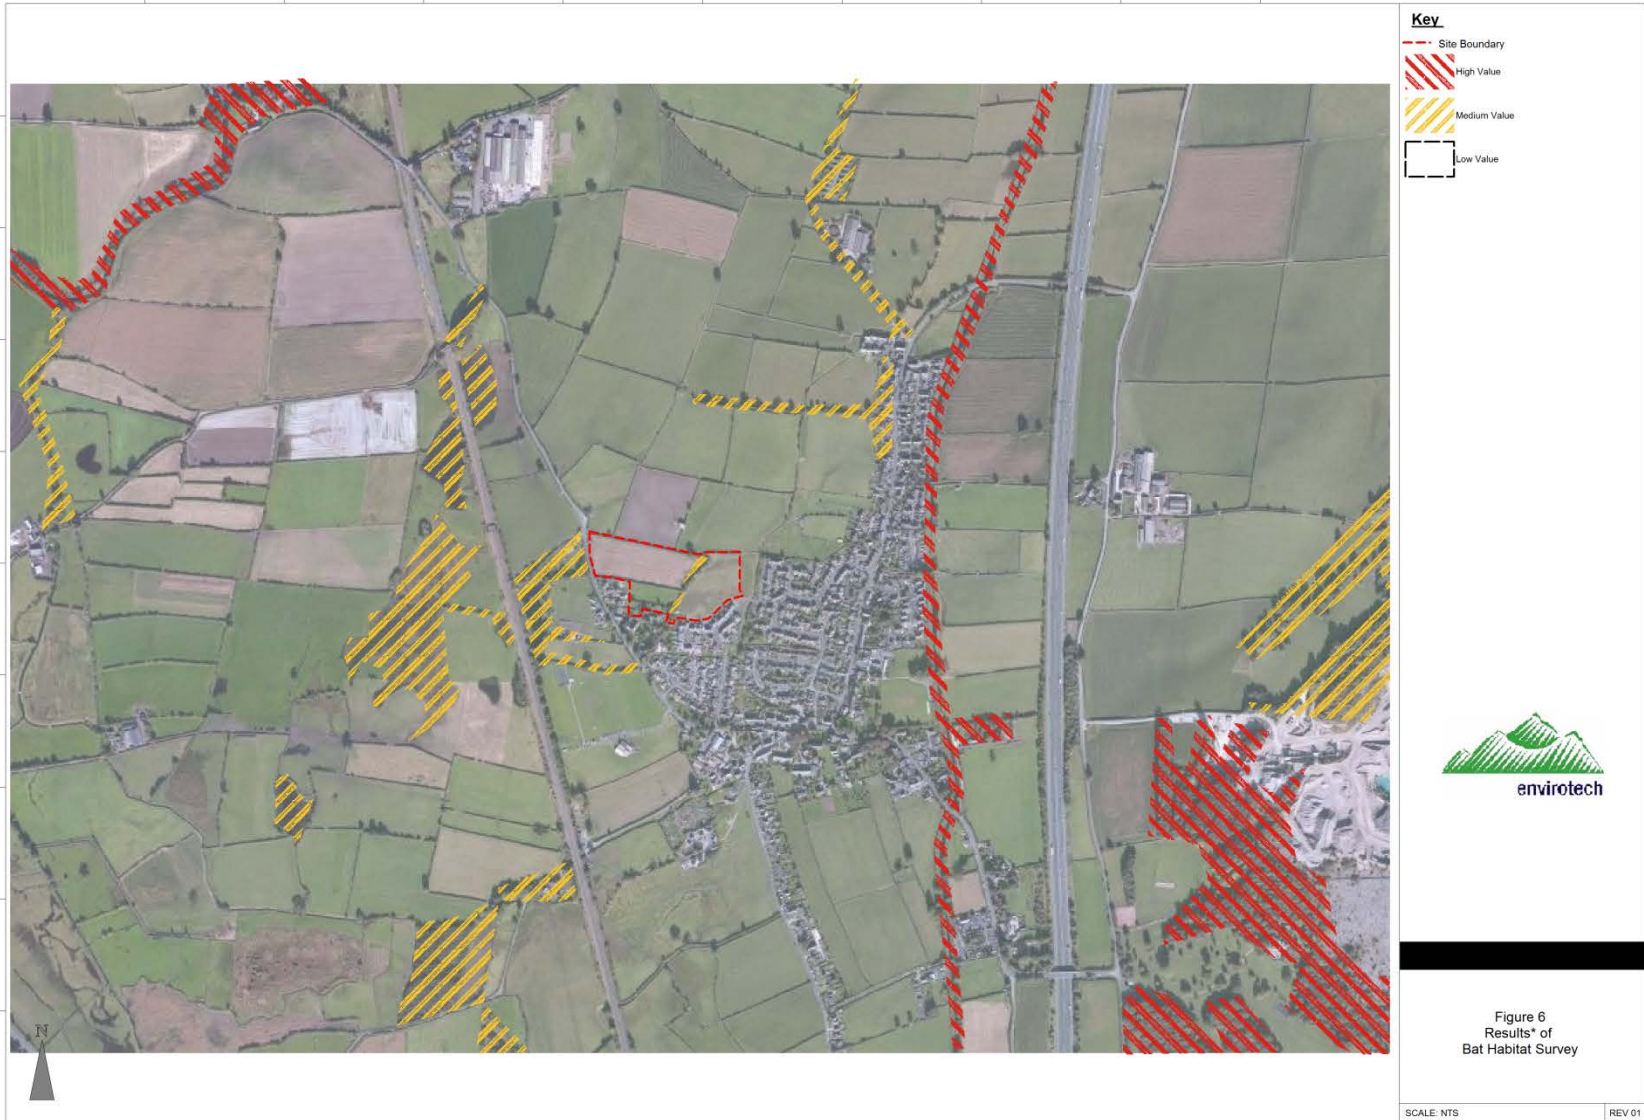 Key
Site Boundary
High Value
Medium Value
Low Value
envirotech
Figure 6
Results* of
Bat Habitat Survey
N
SCALE: NTS
REV 01